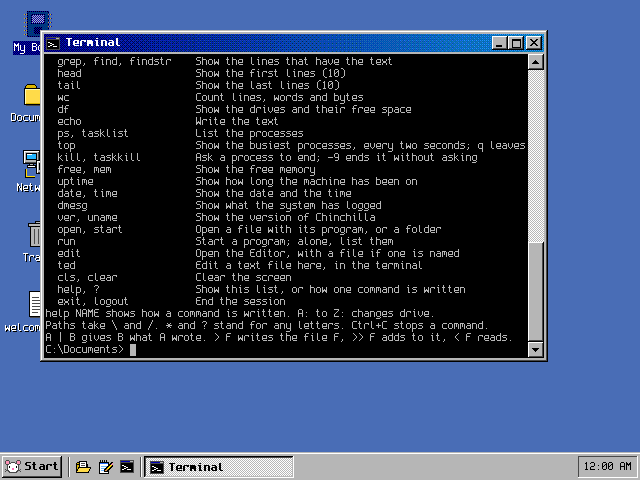 My Bo
Docum
Netw
Tra
welcom
Terminal
grep, find, findstr Show the lines that have the text
head Show the first lines (10)
tail Show the last lines (10)
wc Count lines, words and bytes
df Show the drives and their free space
echo Write the text
ps, tasklist List the processes
top Show the busiest processes, every two seconds; q leaves
kill, taskkill Ask a process to end; -9 ends it without asking
free, mem Show the free memory
uptime Show how long the machine has been on
date, time Show the date and the time
dmesg Show what the system has logged
ver, uname Show the version of Chinchilla
open, start Open a file with its program, or a folder
run Start a program; alone, list them
edit Open the Editor, with a file if one is named
ted Edit a text file here, in the terminal
cls, clear Clear the screen
help, ? Show this list, or how one command is written
exit, logout End the session
help NAME shows how a command is written. A: to Z: changes drive.
Paths take \ and /. * and ? stand for any letters. Ctrl+C stops a command.
A | B gives B what A wrote. > F writes the file F, >> F adds to it, < F reads.
C:\Documents>
Start
Terminal
12:00 AM